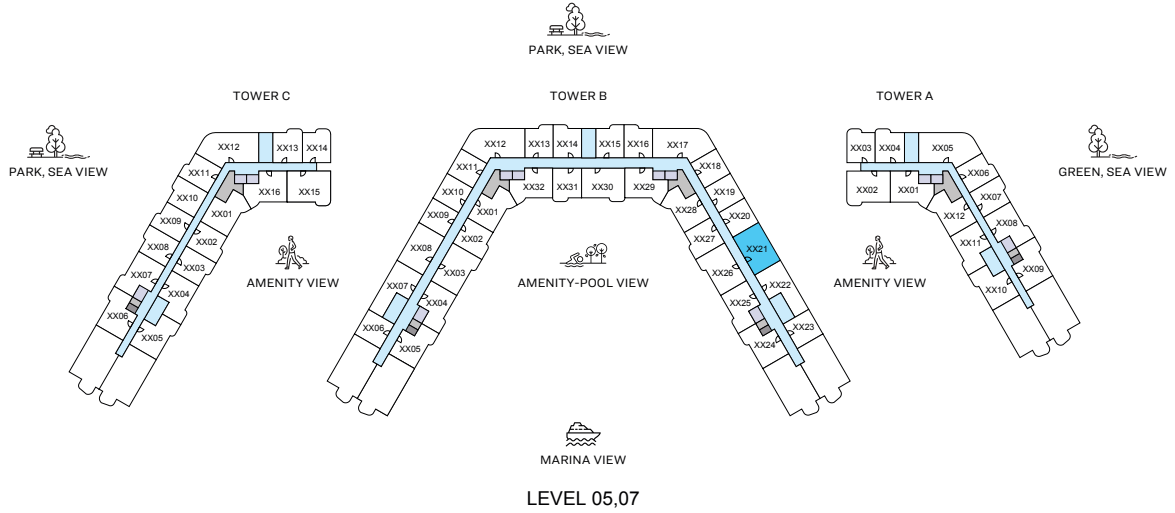 PARK, SEA VIEW
TOWER C
TOWER B
TOWER A
PARK, SEA VIEW
GREEN, SEA VIEW
XX12
XX13
XX14
XX11
XX16
XX15
XX10
XX01
XX09
XX02
XX08
XX03
XX07
XX04
XX06
XX05
AMENITY VIEW
XX12
XX13
XX14
XX15
XX16
XX17
XX11
XX32
XX31
XX30
XX29
XX18
XX10
XX01
XX28
XX19
XX09
XX02
XX27
XX20
XX08
XX03
XX26
XX21
XX07
XX04
XX25
XX22
XX06
XX05
XX24
XX23
AMENITY-POOL VIEW
AMENITY VIEW
XX03
XX04
XX05
XX02
XX01
XX06
XX12
XX07
XX11
XX08
XX10
XX09
MARINA VIEW
LEVEL 05,07